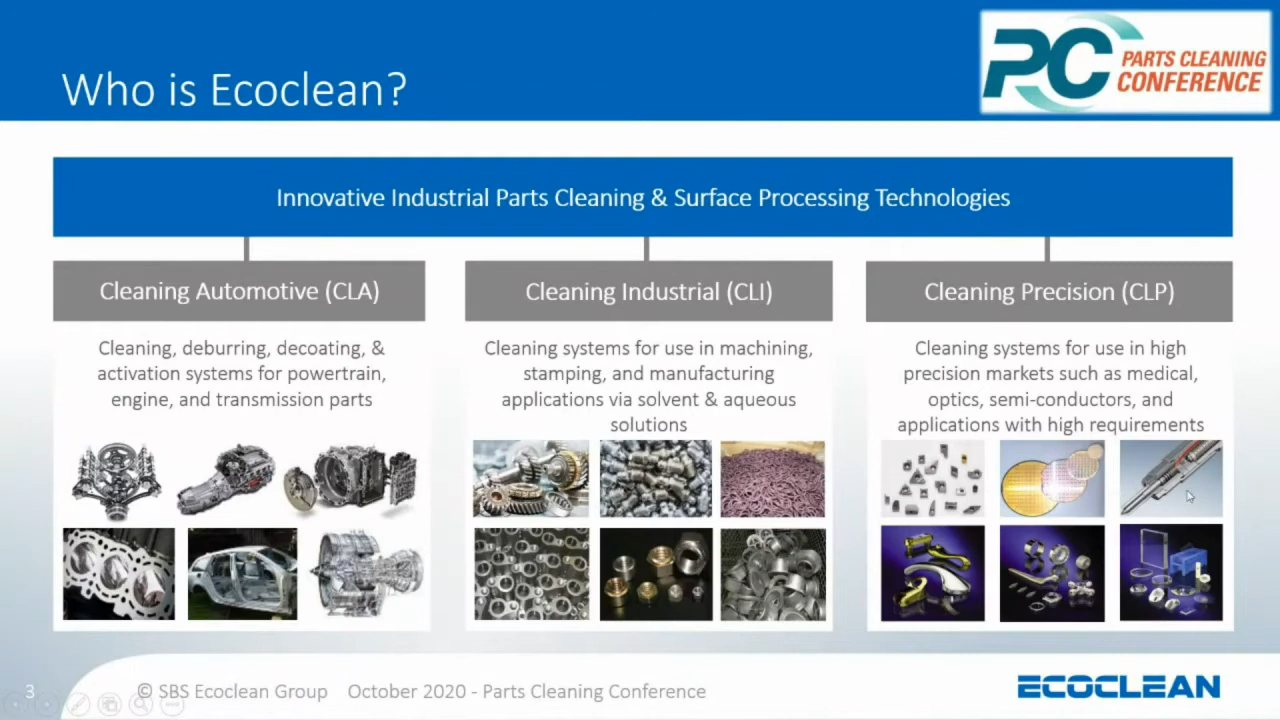 Who is Ecoclean?
PC PARTS CLEANING
CONFERENCE
Innovative Industrial Parts Cleaning & Surface Processing Technologies
Cleaning Automotive (CLA)
Cleaning, deburring, decoating, &
activation systems for powertrain,
engine, and transmission parts
Cleaning Industrial (CLI)
Cleaning systems for use in machining,
stamping, and manufacturing
applications via solvent & aqueous
solutions
Cleaning Precision (CLP)
Cleaning systems for use in high
precision markets such as medical,
optics, semi-conductors, and
applications with high requirements
3
© SBS Ecoclean Group October 2020 - Parts Cleaning Conference
ECOCLEAN